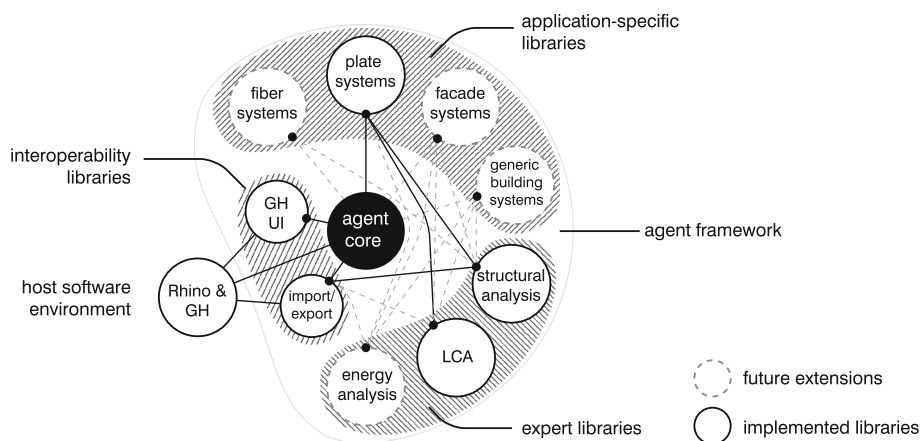 application-specific
libraries
plate
systems
fiber
systems
facade
systems
interoperability
libraries
generic
building
systems
GH
UI
agent
core
agent framework
host software
environment
Rhino &
GH
import/
export
structural
analysis
LCA
energy
analysis
future extensions
expert libraries
implemented libraries